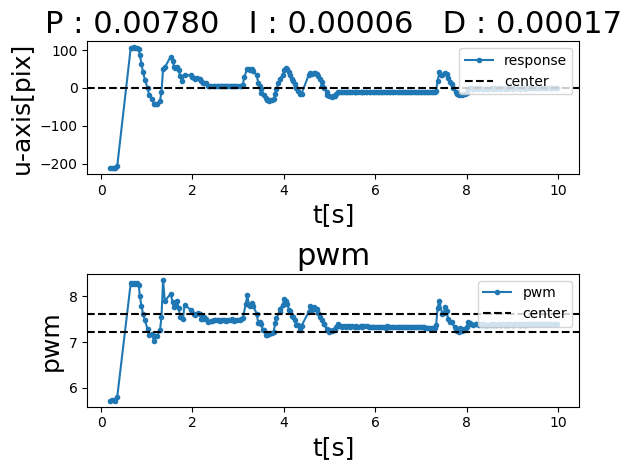 P : 0.00780 I : 0.00006 D : 0.00017
u-axis[pix]
100
0
−100
−200
response
center
0 2 4 6 8 10
t[s]
pwm
pwm
8
7
6
pwm
center
0 2 4 6 8 10
t[s]